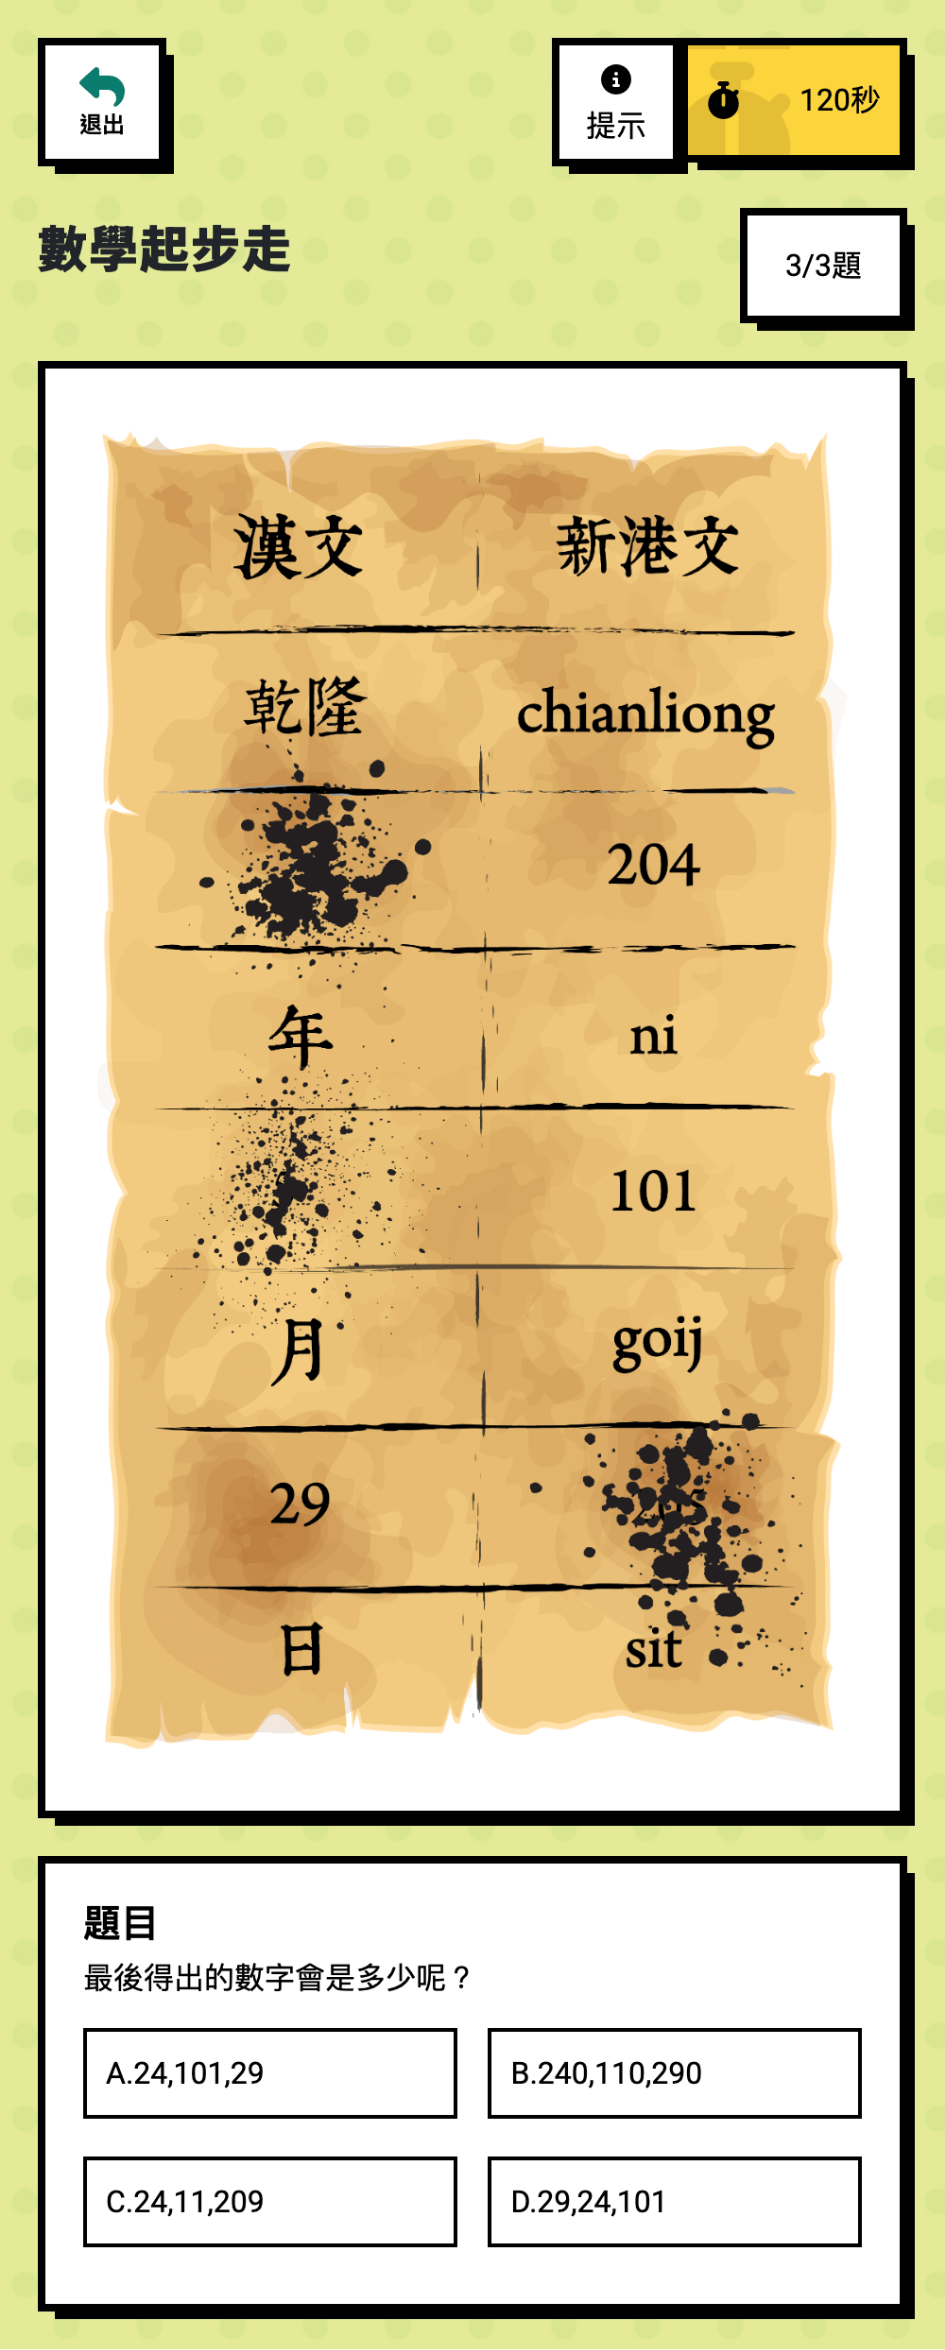 退出
提示
120秒
數學起步走
3/3題
漢文 新港文
乾隆 chianliong
204
年 ni
101
月 goij
29
日 sit
題目
最後得出的數字會是多少呢？
A.24,101,29
B.240,110,290
C.24,11,209
D.29,24,101